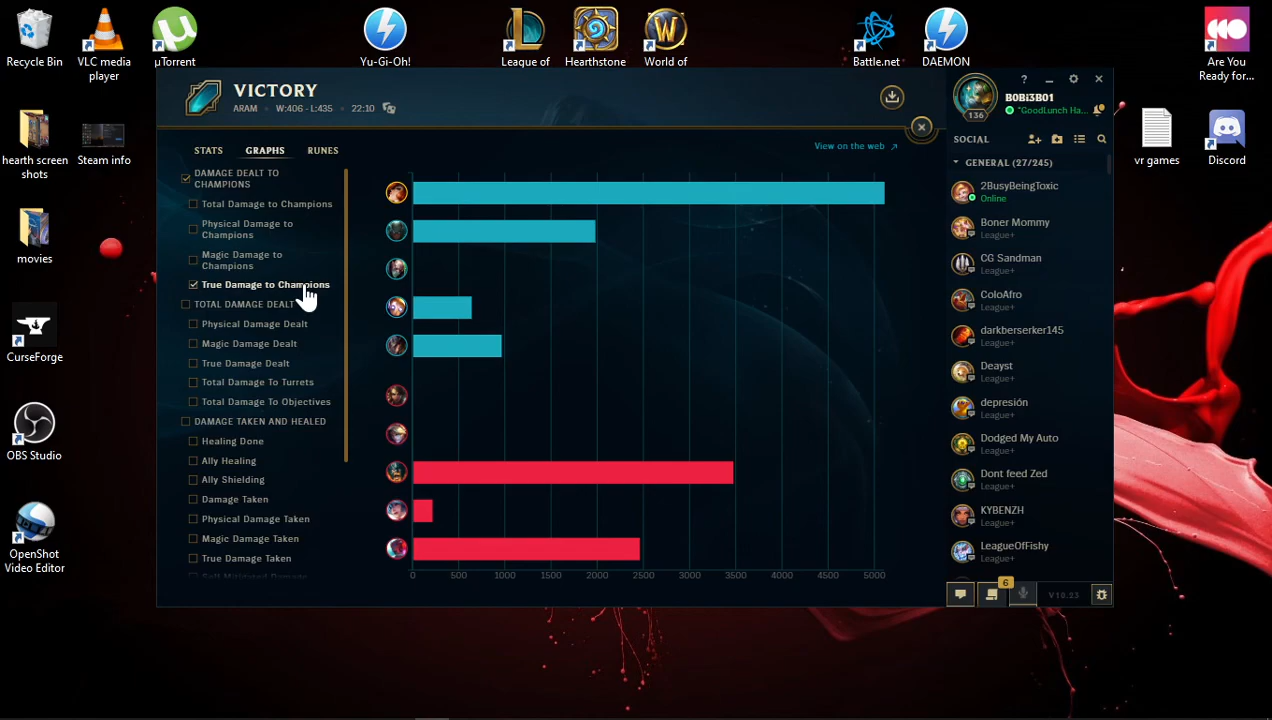 Recycle Bin
VLC media
player
µTorrent
Yu-Gi-Oh!
League of
Hearthstone
World of
Battle.net
DAEMON
Are You
Ready for...
hearth screen
shots
Steam info
movies
CurseForge
OBS Studio
OpenShot
Video Editor
vr games
Discord
VICTORY
ARAM W:406 - L:435 22:10
STATS GRAPHS RUNES
View on the web
DAMAGE DEALT TO
CHAMPIONS
Total Damage to Champions
Physical Damage to
Champions
Magic Damage to
Champions
True Damage to Champions
TOTAL DAMAGE DEALT
Physical Damage Dealt
Magic Damage Dealt
True Damage Dealt
Total Damage To Turrets
Total Damage To Objectives
DAMAGE TAKEN AND HEALED
Healing Done
Ally Healing
Ally Shielding
Damage Taken
Physical Damage Taken
Magic Damage Taken
True Damage Taken
Self Mitigated Damage
0 500 1000 1500 2000 2500 3000 3500 4000 4500 5000
136
B0Bi3B01
"GoodLunch Ha...
SOCIAL
GENERAL (27/245)
2BusyBeingToxic
Online
Boner Mommy
League+
CG Sandman
League+
ColoAfro
League+
darkberserker145
League+
Deayst
League+
depresión
League+
Dodged My Auto
League+
Dont feed Zed
League+
KYBENZH
League+
LeagueOfFishy
League+
6
V10.23